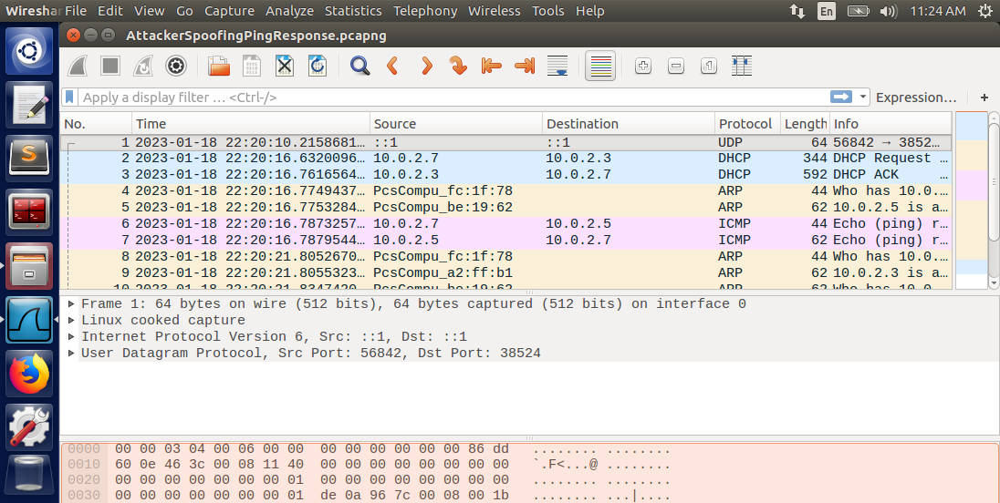 Wireshar File Edit View Go Capture Analyze Statistics Telephony Wireless Tools Help En 11:24 AM
AttackerSpoofingPingResponse.pcapng
Apply a display filter … <Ctrl-/> Expression… +
No. Time Source Destination Protocol Length Info
1 2023-01-18 22:20:10.2158681… ::1 ::1 UDP 64 56842 → 3852…
2 2023-01-18 22:20:16.6320096… 10.0.2.7 10.0.2.3 DHCP 344 DHCP Request …
3 2023-01-18 22:20:16.7616564… 10.0.2.3 10.0.2.7 DHCP 592 DHCP ACK …
4 2023-01-18 22:20:16.7749437… PcsCompu_fc:1f:78 ARP 44 Who has 10.0.…
5 2023-01-18 22:20:16.7753284… PcsCompu_be:19:62 ARP 62 10.0.2.5 is a…
6 2023-01-18 22:20:16.7873257… 10.0.2.7 10.0.2.5 ICMP 44 Echo (ping) r…
7 2023-01-18 22:20:16.7879544… 10.0.2.5 10.0.2.7 ICMP 62 Echo (ping) r…
8 2023-01-18 22:20:21.8052670… PcsCompu_fc:1f:78 ARP 44 Who has 10.0.…
9 2023-01-18 22:20:21.8055323… PcsCompu_a2:ff:b1 ARP 62 10.0.2.3 is a…
10 2023-01-18 22:20:21.8347420… PcsCompu_be:19:62 ARP 62 Who has 10.0.…
Frame 1: 64 bytes on wire (512 bits), 64 bytes captured (512 bits) on interface 0
Linux cooked capture
Internet Protocol Version 6, Src: ::1, Dst: ::1
User Datagram Protocol, Src Port: 56842, Dst Port: 38524
0000 00 00 03 04 00 06 00 00 00 00 00 00 00 00 86 dd ........ ........
0010 60 0e 46 3c 00 08 11 40 00 00 00 00 00 00 00 00 `.F<...@ ........
0020 00 00 00 00 00 00 00 01 00 00 00 00 00 00 00 00 ........ ........
0030 00 00 00 00 00 00 00 01 de 0a 96 7c 00 08 00 1b ........ ...|....